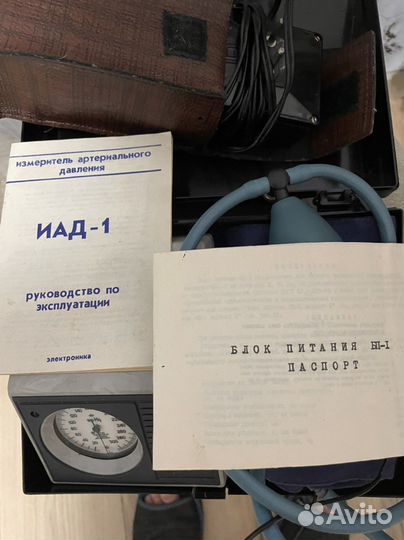 измеритель артериального
давления
ИАД-1
руководство по
эксплуатации
электроника
БЛОК ПИТАНИЯ БП-1
ПАСПОРТ
Avito